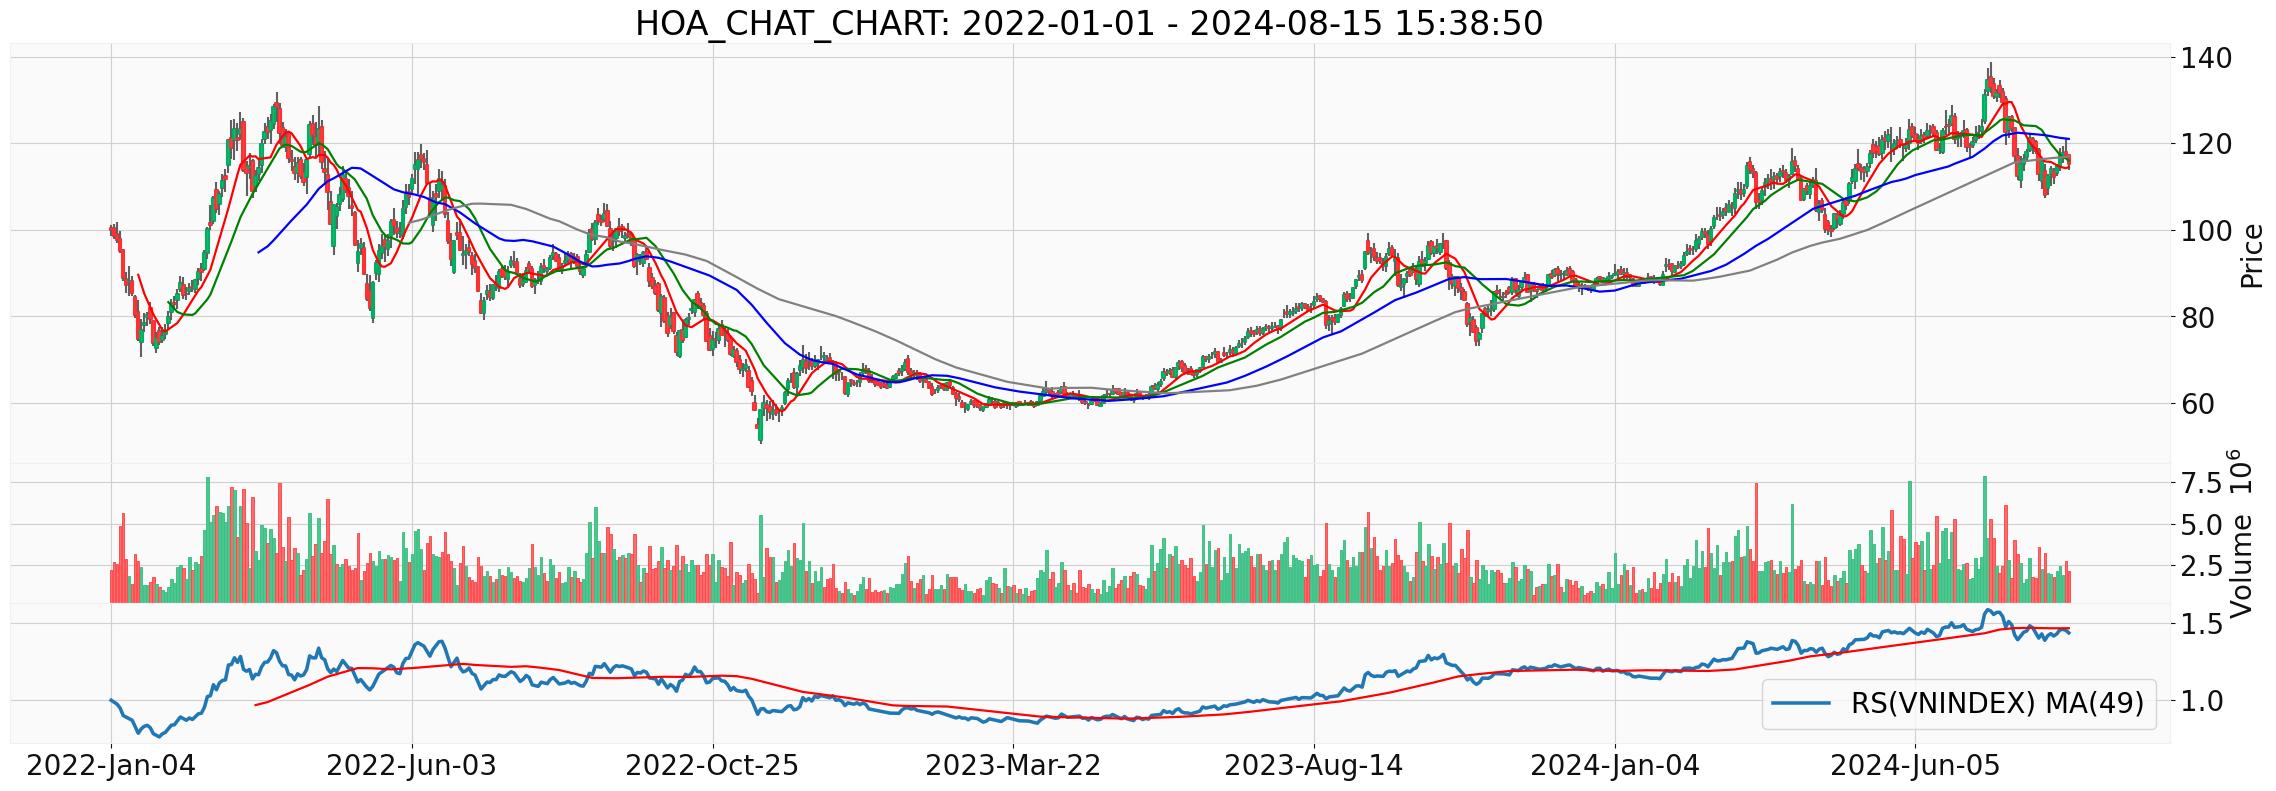 HOA_CHAT_CHART: 2022-01-01 - 2024-08-15 15:38:50
140
120
100
80
60
Price
7.5
5.0
2.5
Volume 10⁶
1.5
1.0
RS(VNINDEX) MA(49)
2022-Jan-04 2022-Jun-03 2022-Oct-25 2023-Mar-22 2023-Aug-14 2024-Jan-04 2024-Jun-05